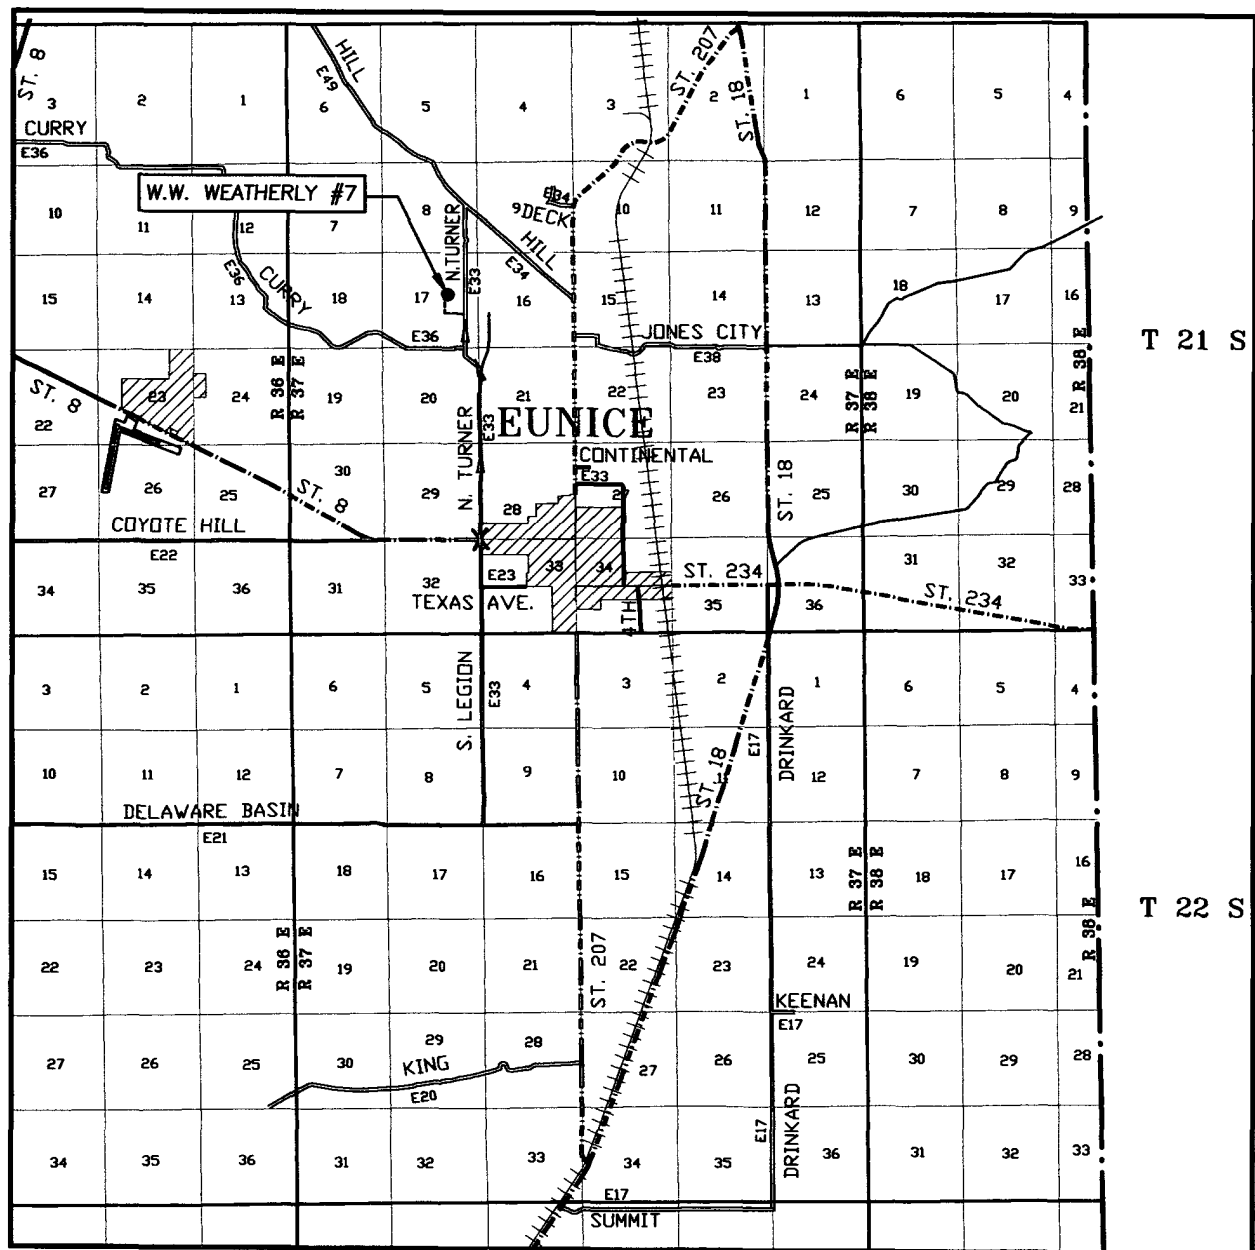 ST. 8
HILL
E49
ST. 207
ST. 18
3 2 1 6 5 4 3 2 1 6 5 4
CURRY
E36
W.W. WEATHERLY #7
E34
9 DECK
10 11 12 7 8 10 11 12 7 8 9
N.TURNER
HILL
E34
E33
E36
CURRY
15 14 13 18 17 16 15 14 13 18 17 16
E36
JONES CITY
E38
T 21 S
R 36 E
R 37 E
R 37 E
R 38 E
R 38 E
ST. 8
22 23 24 19 20 21 22 23 24 19 20 21
EUNICE
E33
N. TURNER
CONTINENTAL
E33
ST. 18
27 26 25 30 29 28 27 26 25 30 29 28
ST. 8
COYOTE HILL
E22
34 35 36 31 32 33 34 35 36 31 32 33
E23
TEXAS AVE.
4TH
ST. 234
ST. 234
S. LEGION
E33
3 2 1 6 5 4 3 2 1 6 5 4
DRINKARD
E17
ST. 18
10 11 12 7 8 9 10 11 12 7 8 9
DELAWARE BASIN
E21
15 14 13 18 17 16 15 14 13 18 17 16
R 36 E
R 37 E
R 37 E
R 38 E
R 38 E
T 22 S
22 23 24 19 20 21 22 23 24 19 20 21
ST. 207
KEENAN
E17
27 26 25 30 29 28 27 26 25 30 29 28
KING
E20
DRINKARD
E17
34 35 36 31 32 33 34 35 36 31 32 33
E17
SUMMIT